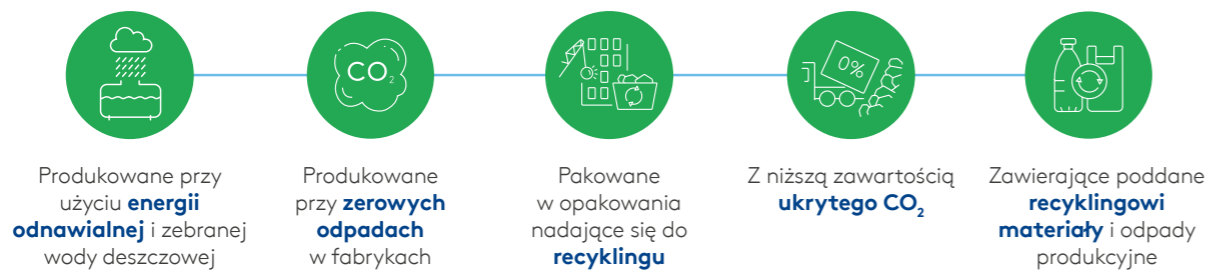 CO2
0%
Produkowane przy
użyciu energii
odnawialnej i zebranej
wody deszczowej
Produkowane
przy zerowych
odpadach
w fabrykach
Pakowane
w opakowania
nadające się do
recyklingu
Z niższą zawartością
ukrytego CO2
Zawierające poddane
recyklingowi
materiały i odpady
produkcyjne